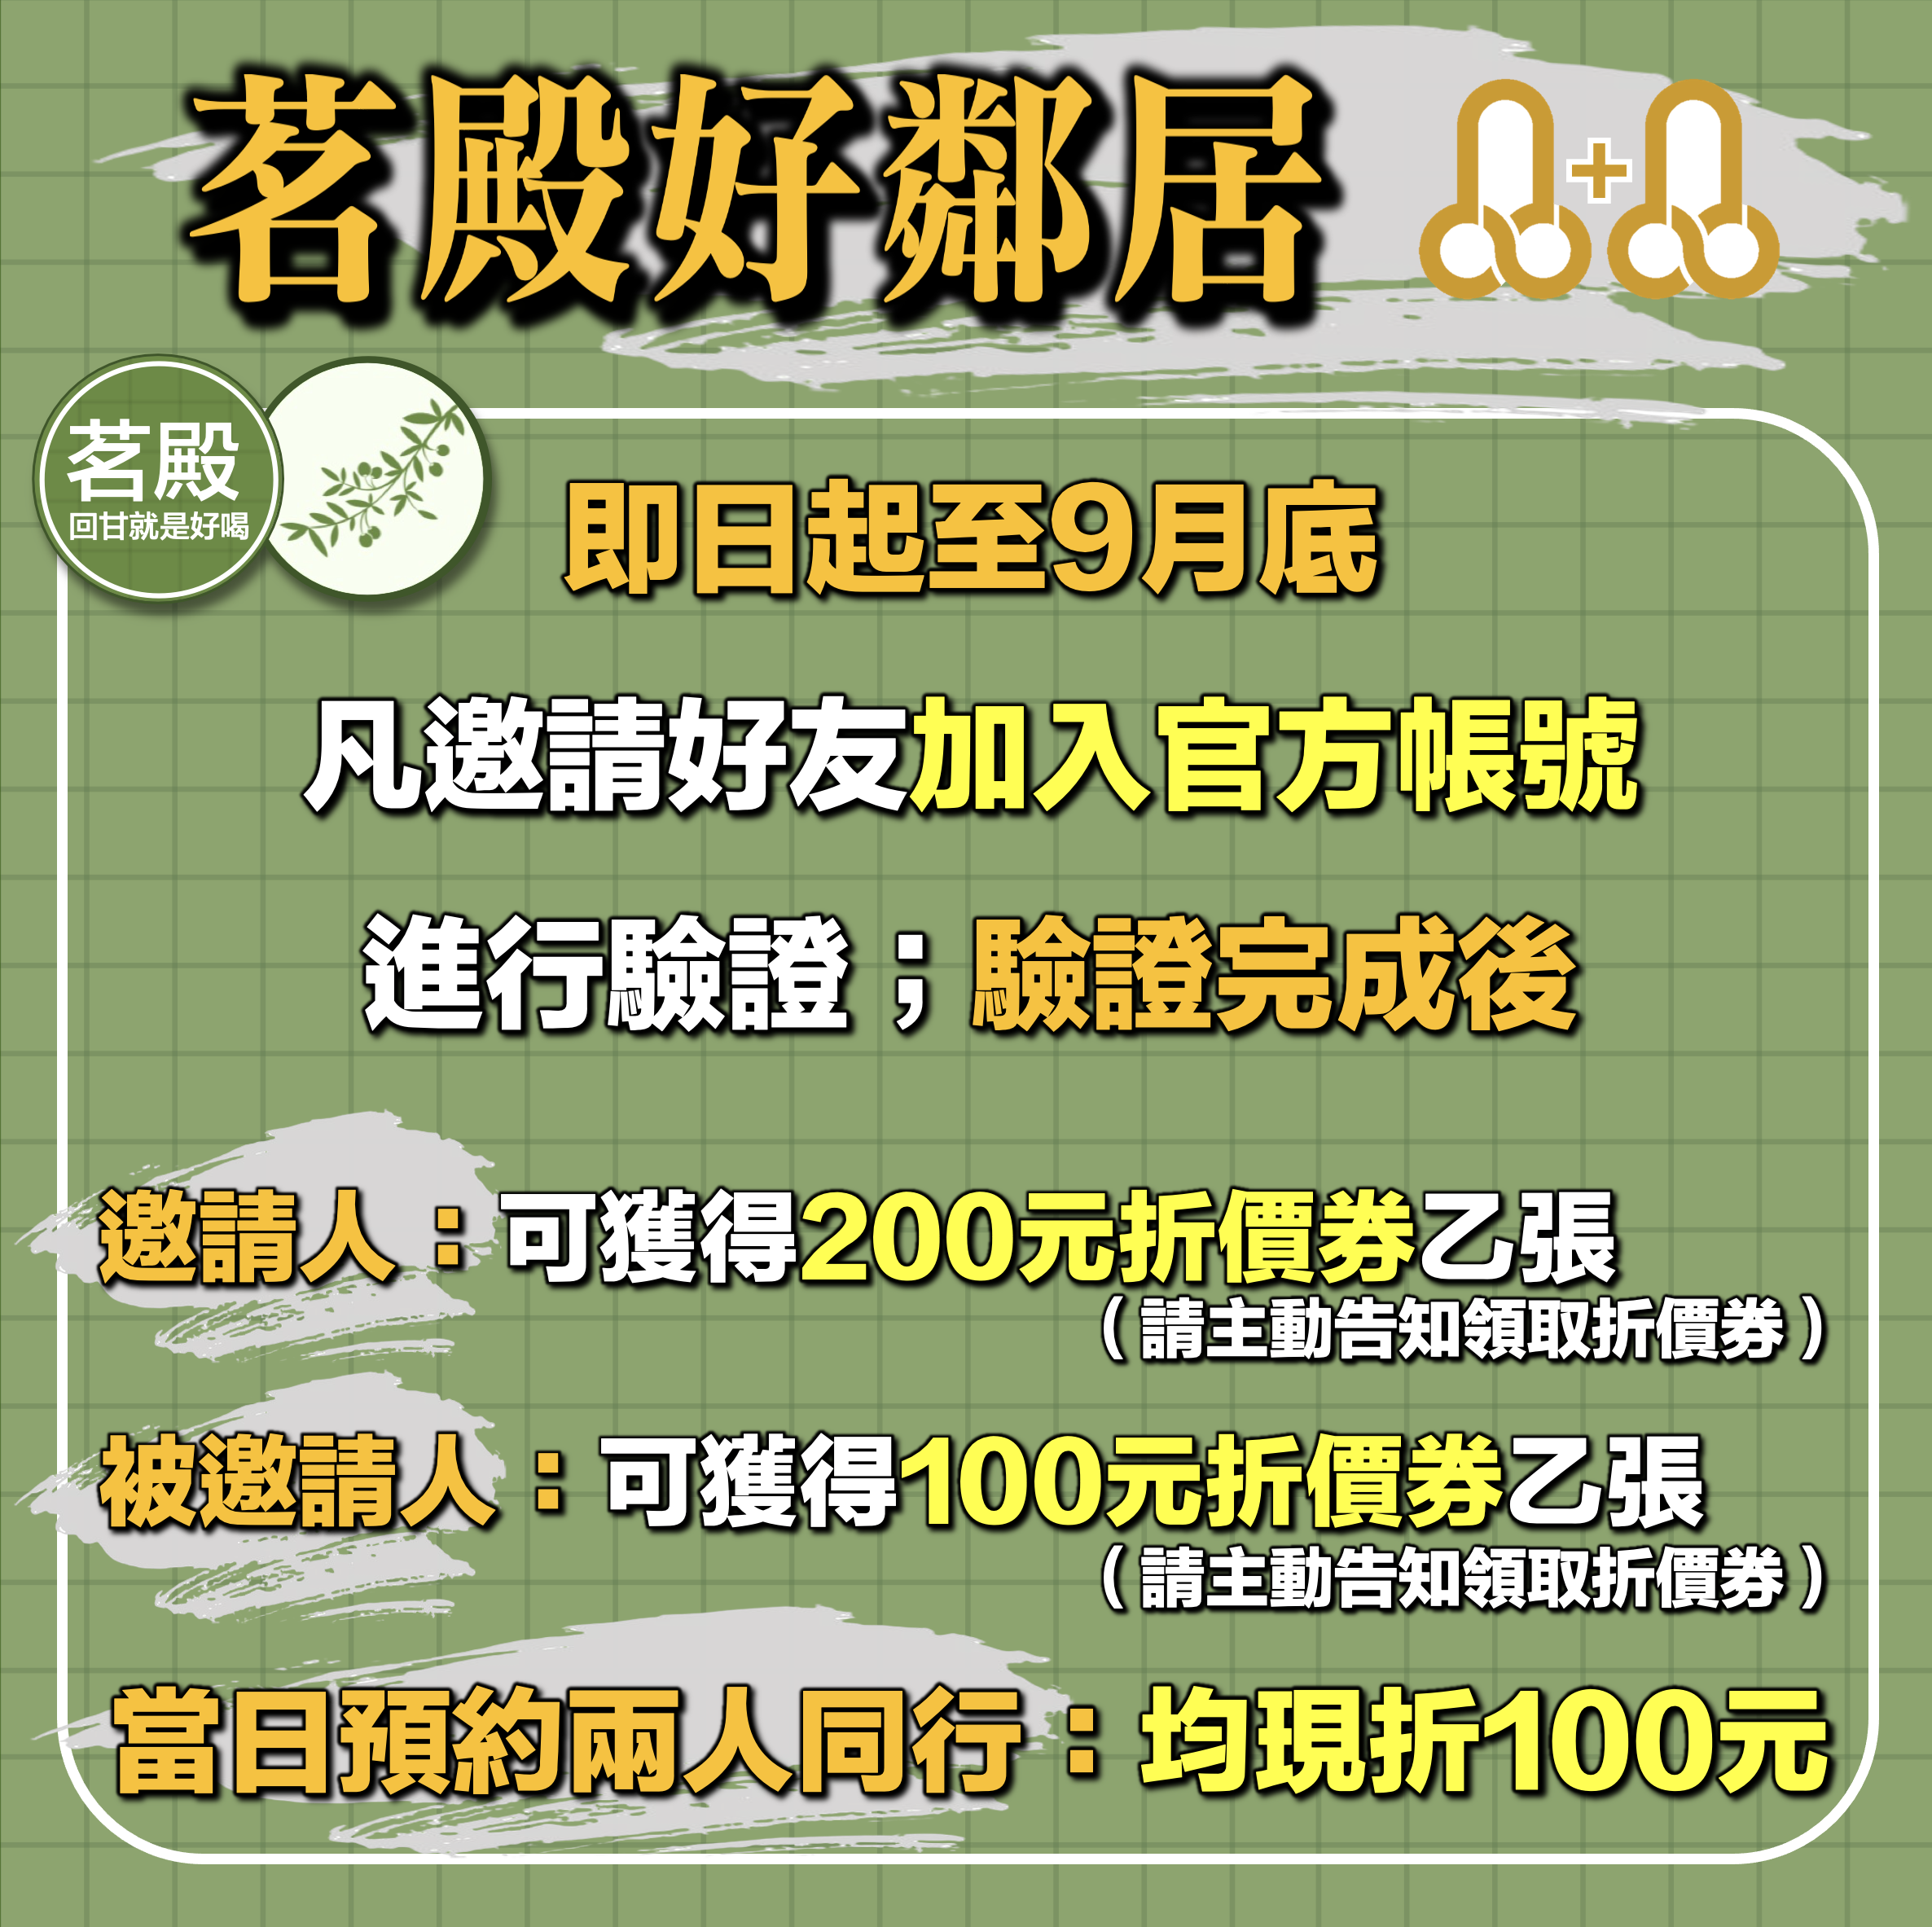 茗殿好鄰居
茗殿
回甘就是好喝
即日起至9月底
凡邀請好友加入官方帳號
進行驗證；驗證完成後
邀請人：可獲得200元折價券乙張
（請主動告知領取折價券）
被邀請人：可獲得100元折價券乙張
（請主動告知領取折價券）
當日預約兩人同行：均現折100元